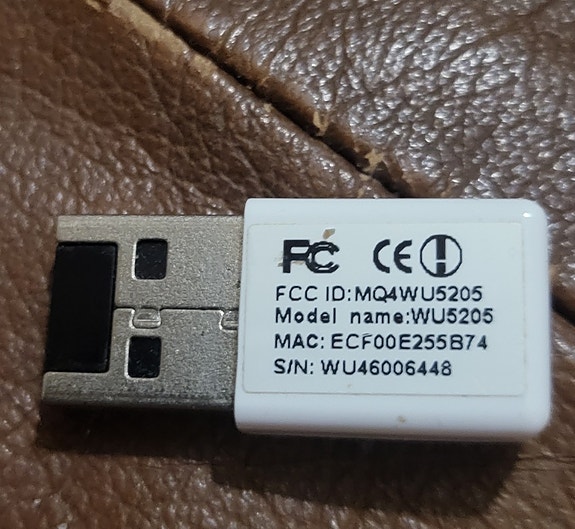 FC CE
FCC ID:MQ4WU5205
Model name:WU5205
MAC: ECF00E255B74
S/N: WU46006448